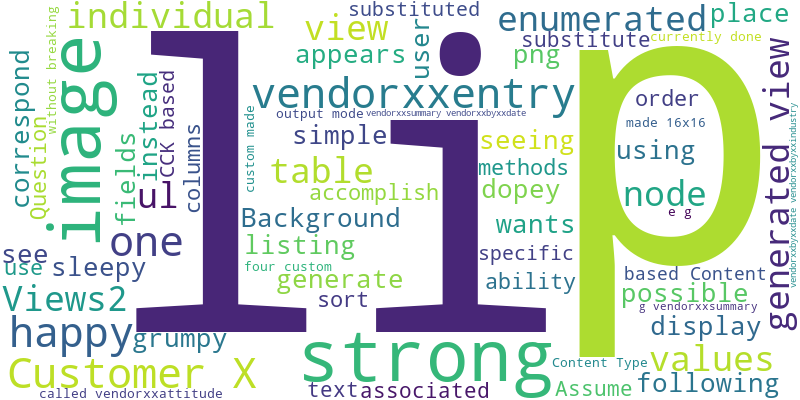 individual
substituted
enumerated
place
view
user
substitute
currently done
appears
png
correspond
without breaking
image
instead
CCK based
vendorxxentry
li
p
order
output mode
vendorxxsummary vendorxxbyxxdate
made 16x16
Question
fields
columns
custom made
simple
seeing
using
generated view
vendorxxbyxxdate vendorxxbyxxindustry
table
methods
ul
accomplish
dopey
node
e g
Background
wants
one
listing
specific
see
use
sleepy
four custom
generate
ability
based Content
Views2
sort
possible
g vendorxxsummary
happy
grumpy
strong
display
Customer X
Content Type
values
called vendorxxattitude
text
associated
Assume
following